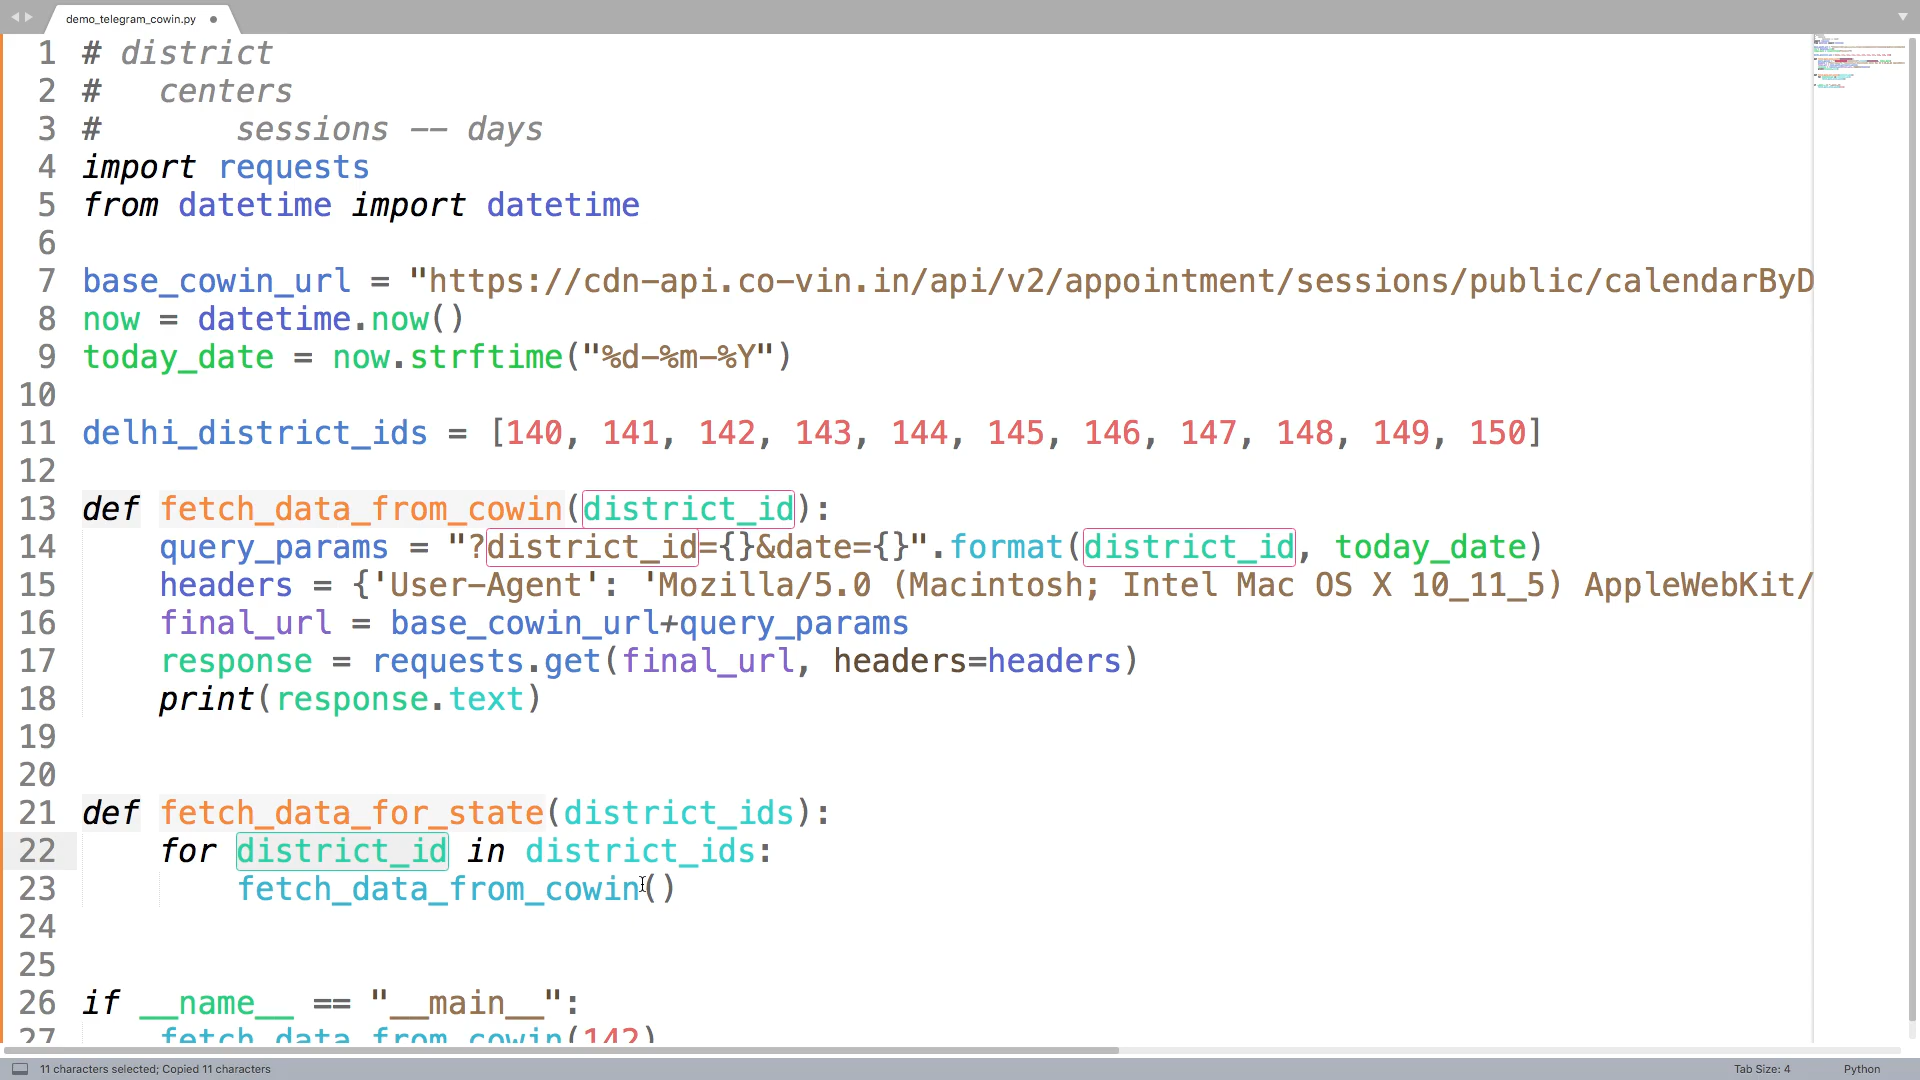 demo_telegram_cowin.py
1 # district
2 #   centers
3 #       sessions -- days
4 import requests
5 from datetime import datetime
6
7 base_cowin_url = "https://cdn-api.co-vin.in/api/v2/appointment/sessions/public/calendarByD
8 now = datetime.now()
9 today_date = now.strftime("%d-%m-%Y")
10
11 delhi_district_ids = [140, 141, 142, 143, 144, 145, 146, 147, 148, 149, 150]
12
13 def fetch_data_from_cowin(district_id):
14     query_params = "?district_id={}&date={}".format(district_id, today_date)
15     headers = {'User-Agent': 'Mozilla/5.0 (Macintosh; Intel Mac OS X 10_11_5) AppleWebKit/
16     final_url = base_cowin_url+query_params
17     response = requests.get(final_url, headers=headers)
18     print(response.text)
19
20
21 def fetch_data_for_state(district_ids):
22     for district_id in district_ids:
23         fetch_data_from_cowin()
24
25
26 if __name__ == "__main__":
27     fetch_data_from_cowin(142)
11 characters selected; Copied 11 characters
Tab Size: 4
Python